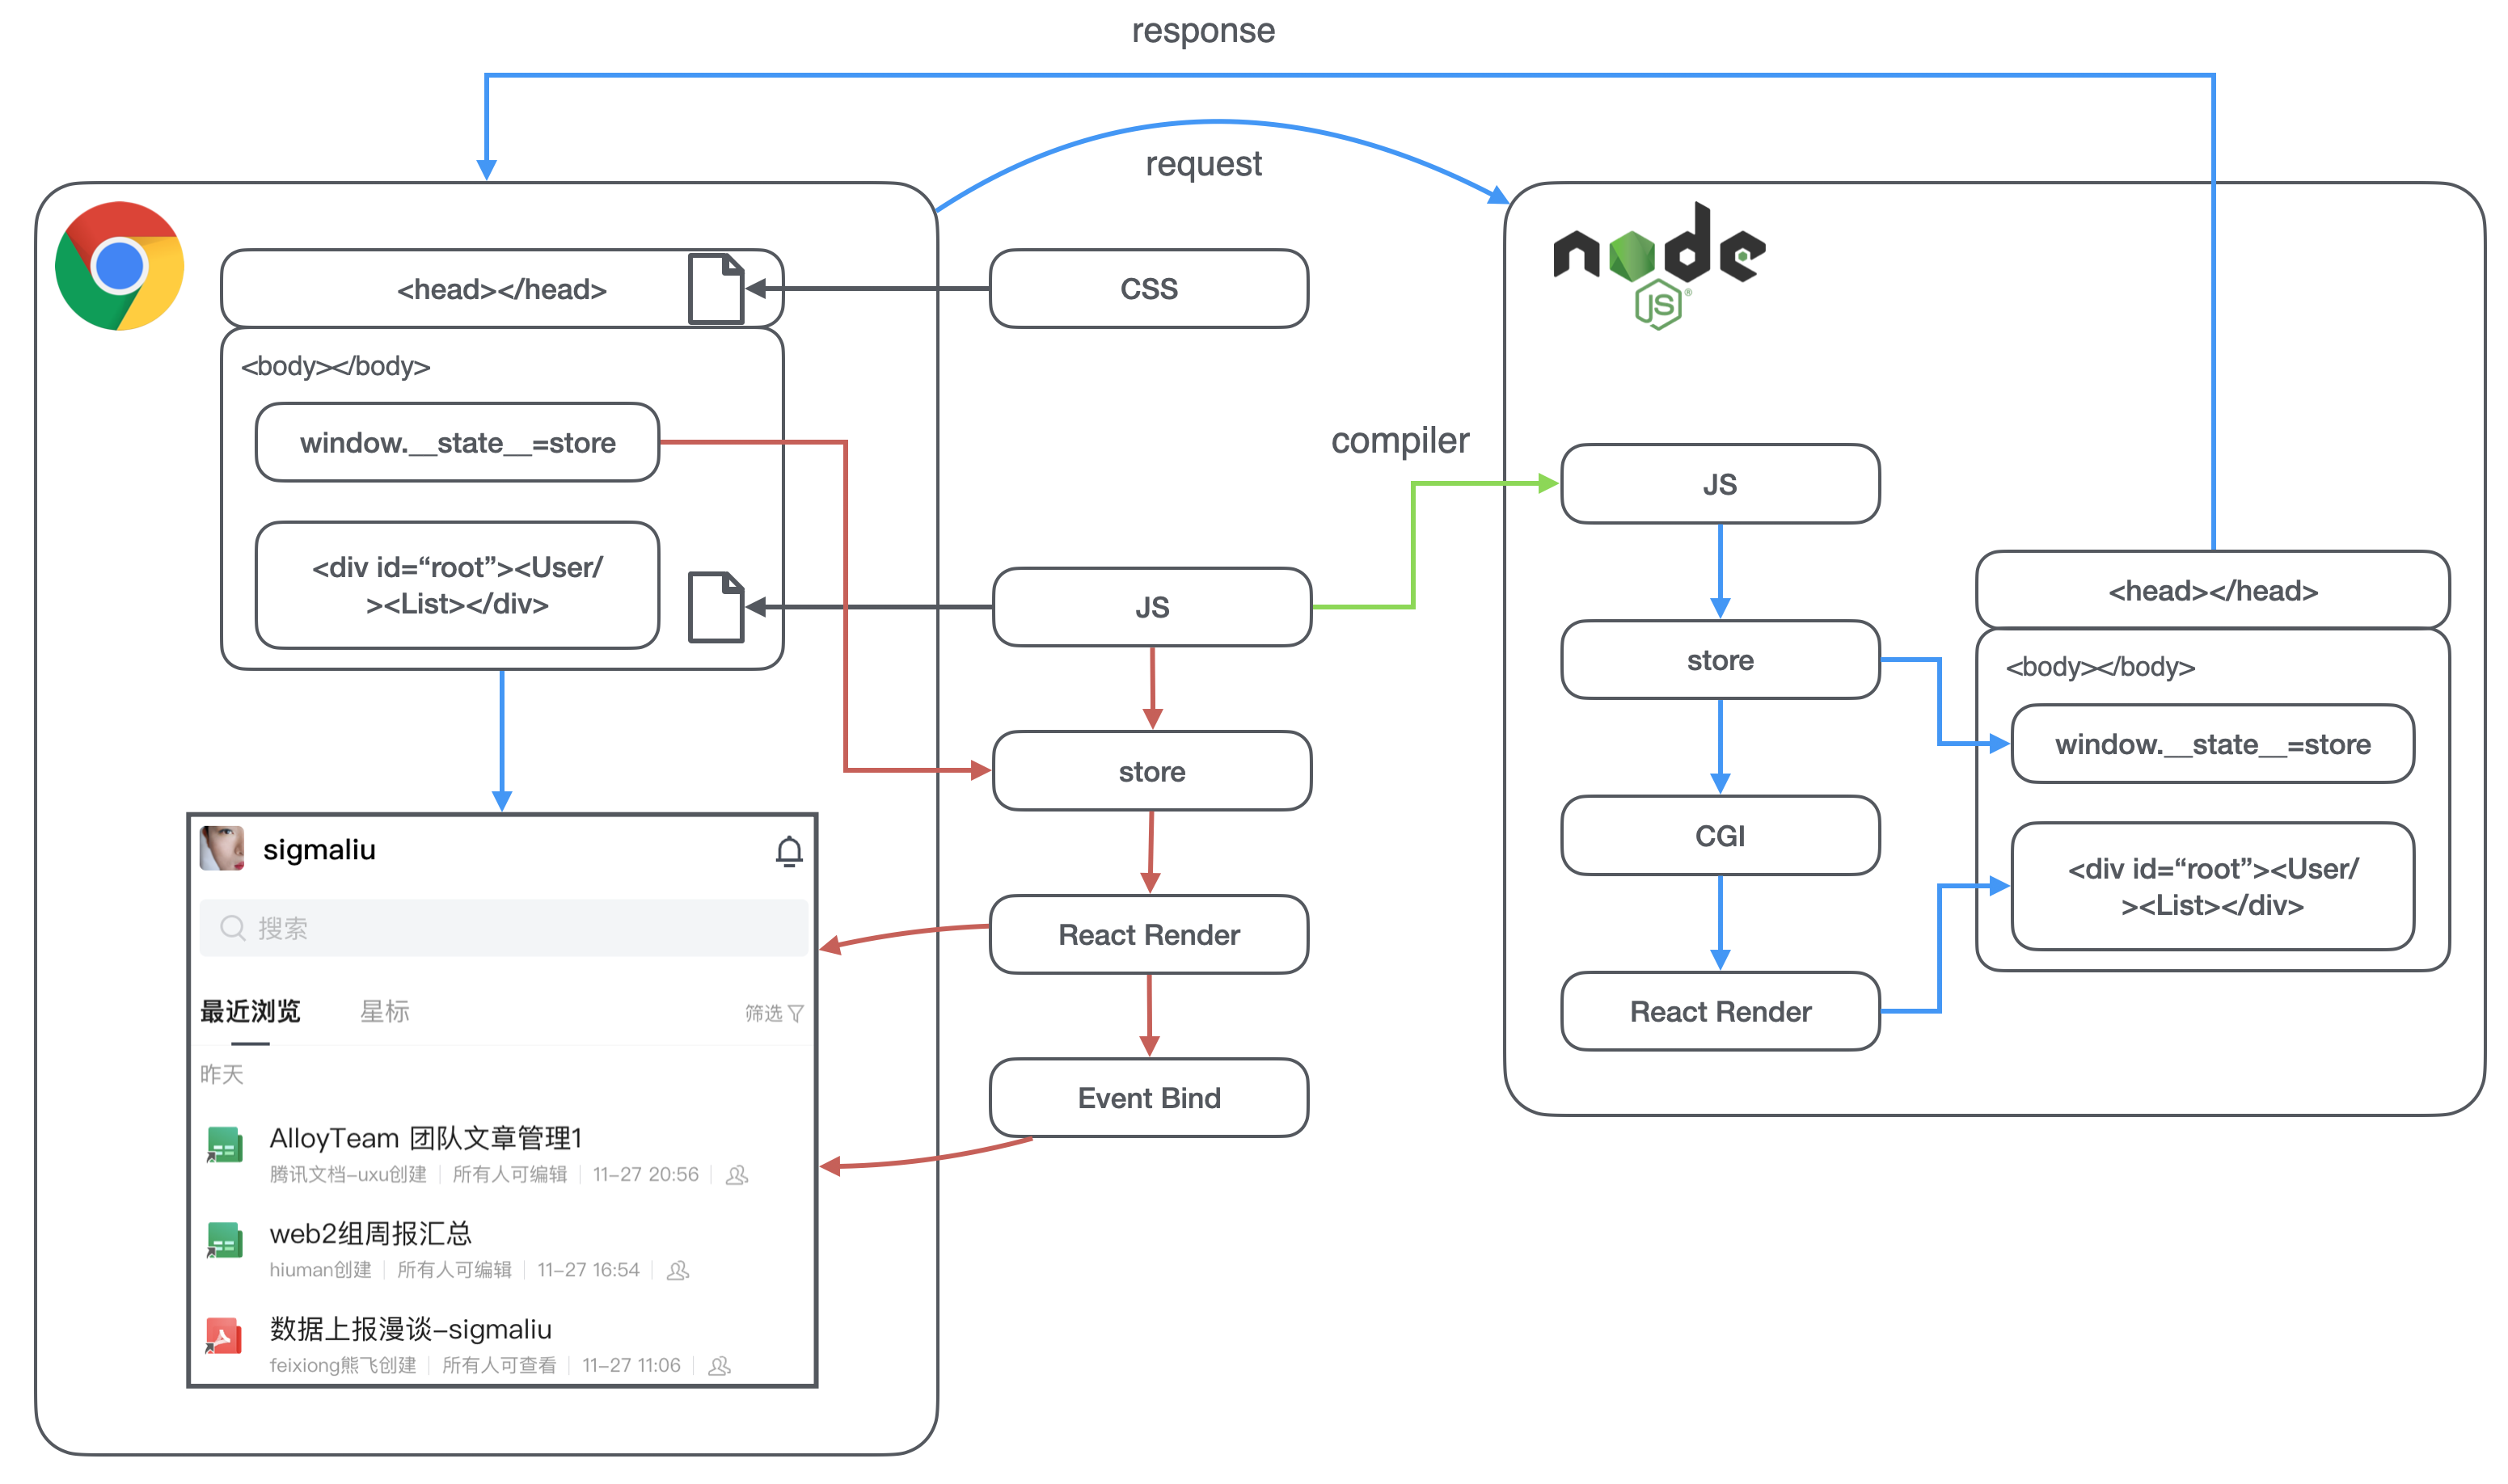 response
request
<head></head>
CSS
node
JS
®
<body></body>
window.__state__=store
compiler
JS
<div id=“root”><User/
><List></div>
JS
<head></head>
store
<body></body>
window.__state__=store
store
CGI
<div id=“root”><User/
><List></div>
React Render
React Render
Event Bind
sigmaliu
搜索
最近浏览 星标 筛选
昨天
AlloyTeam 团队文章管理1
腾讯文档-uxu创建 所有人可编辑 11-27 20:56
web2组周报汇总
hiuman创建 所有人可编辑 11-27 16:54
数据上报漫谈-sigmaliu
feixiong熊飞创建 所有人可查看 11-27 11:06